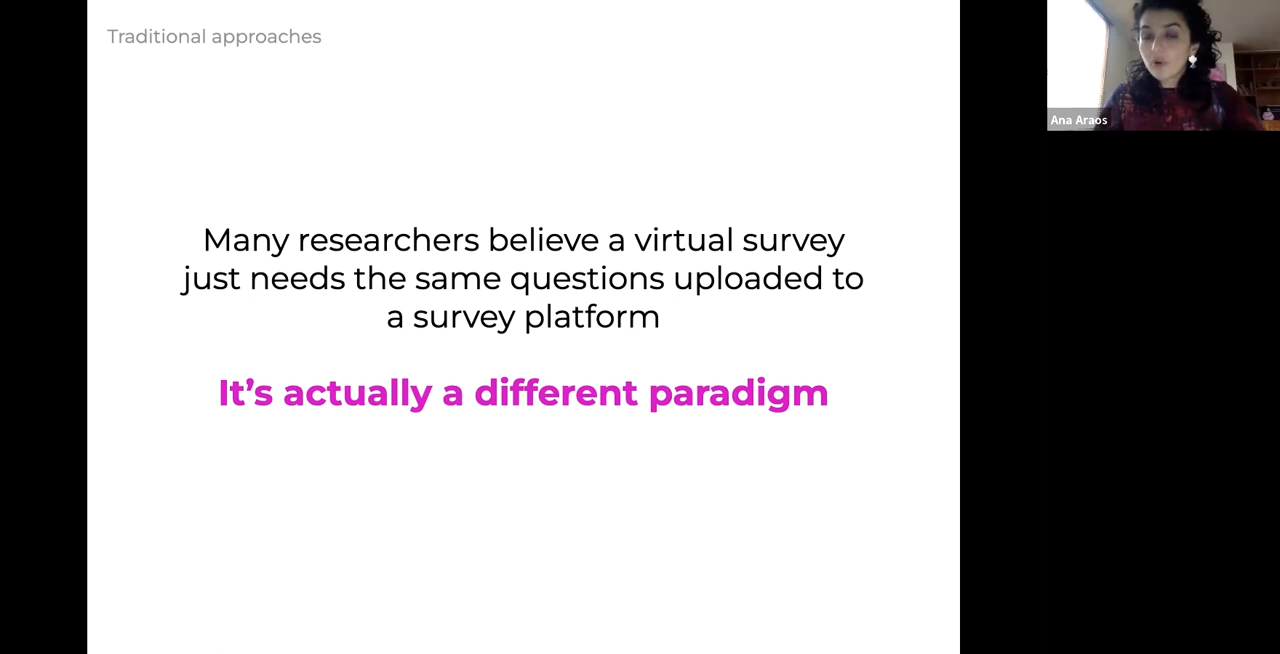 Traditional approaches
Ana Araos
Many researchers believe a virtual survey
just needs the same questions uploaded to
a survey platform
It’s actually a different paradigm